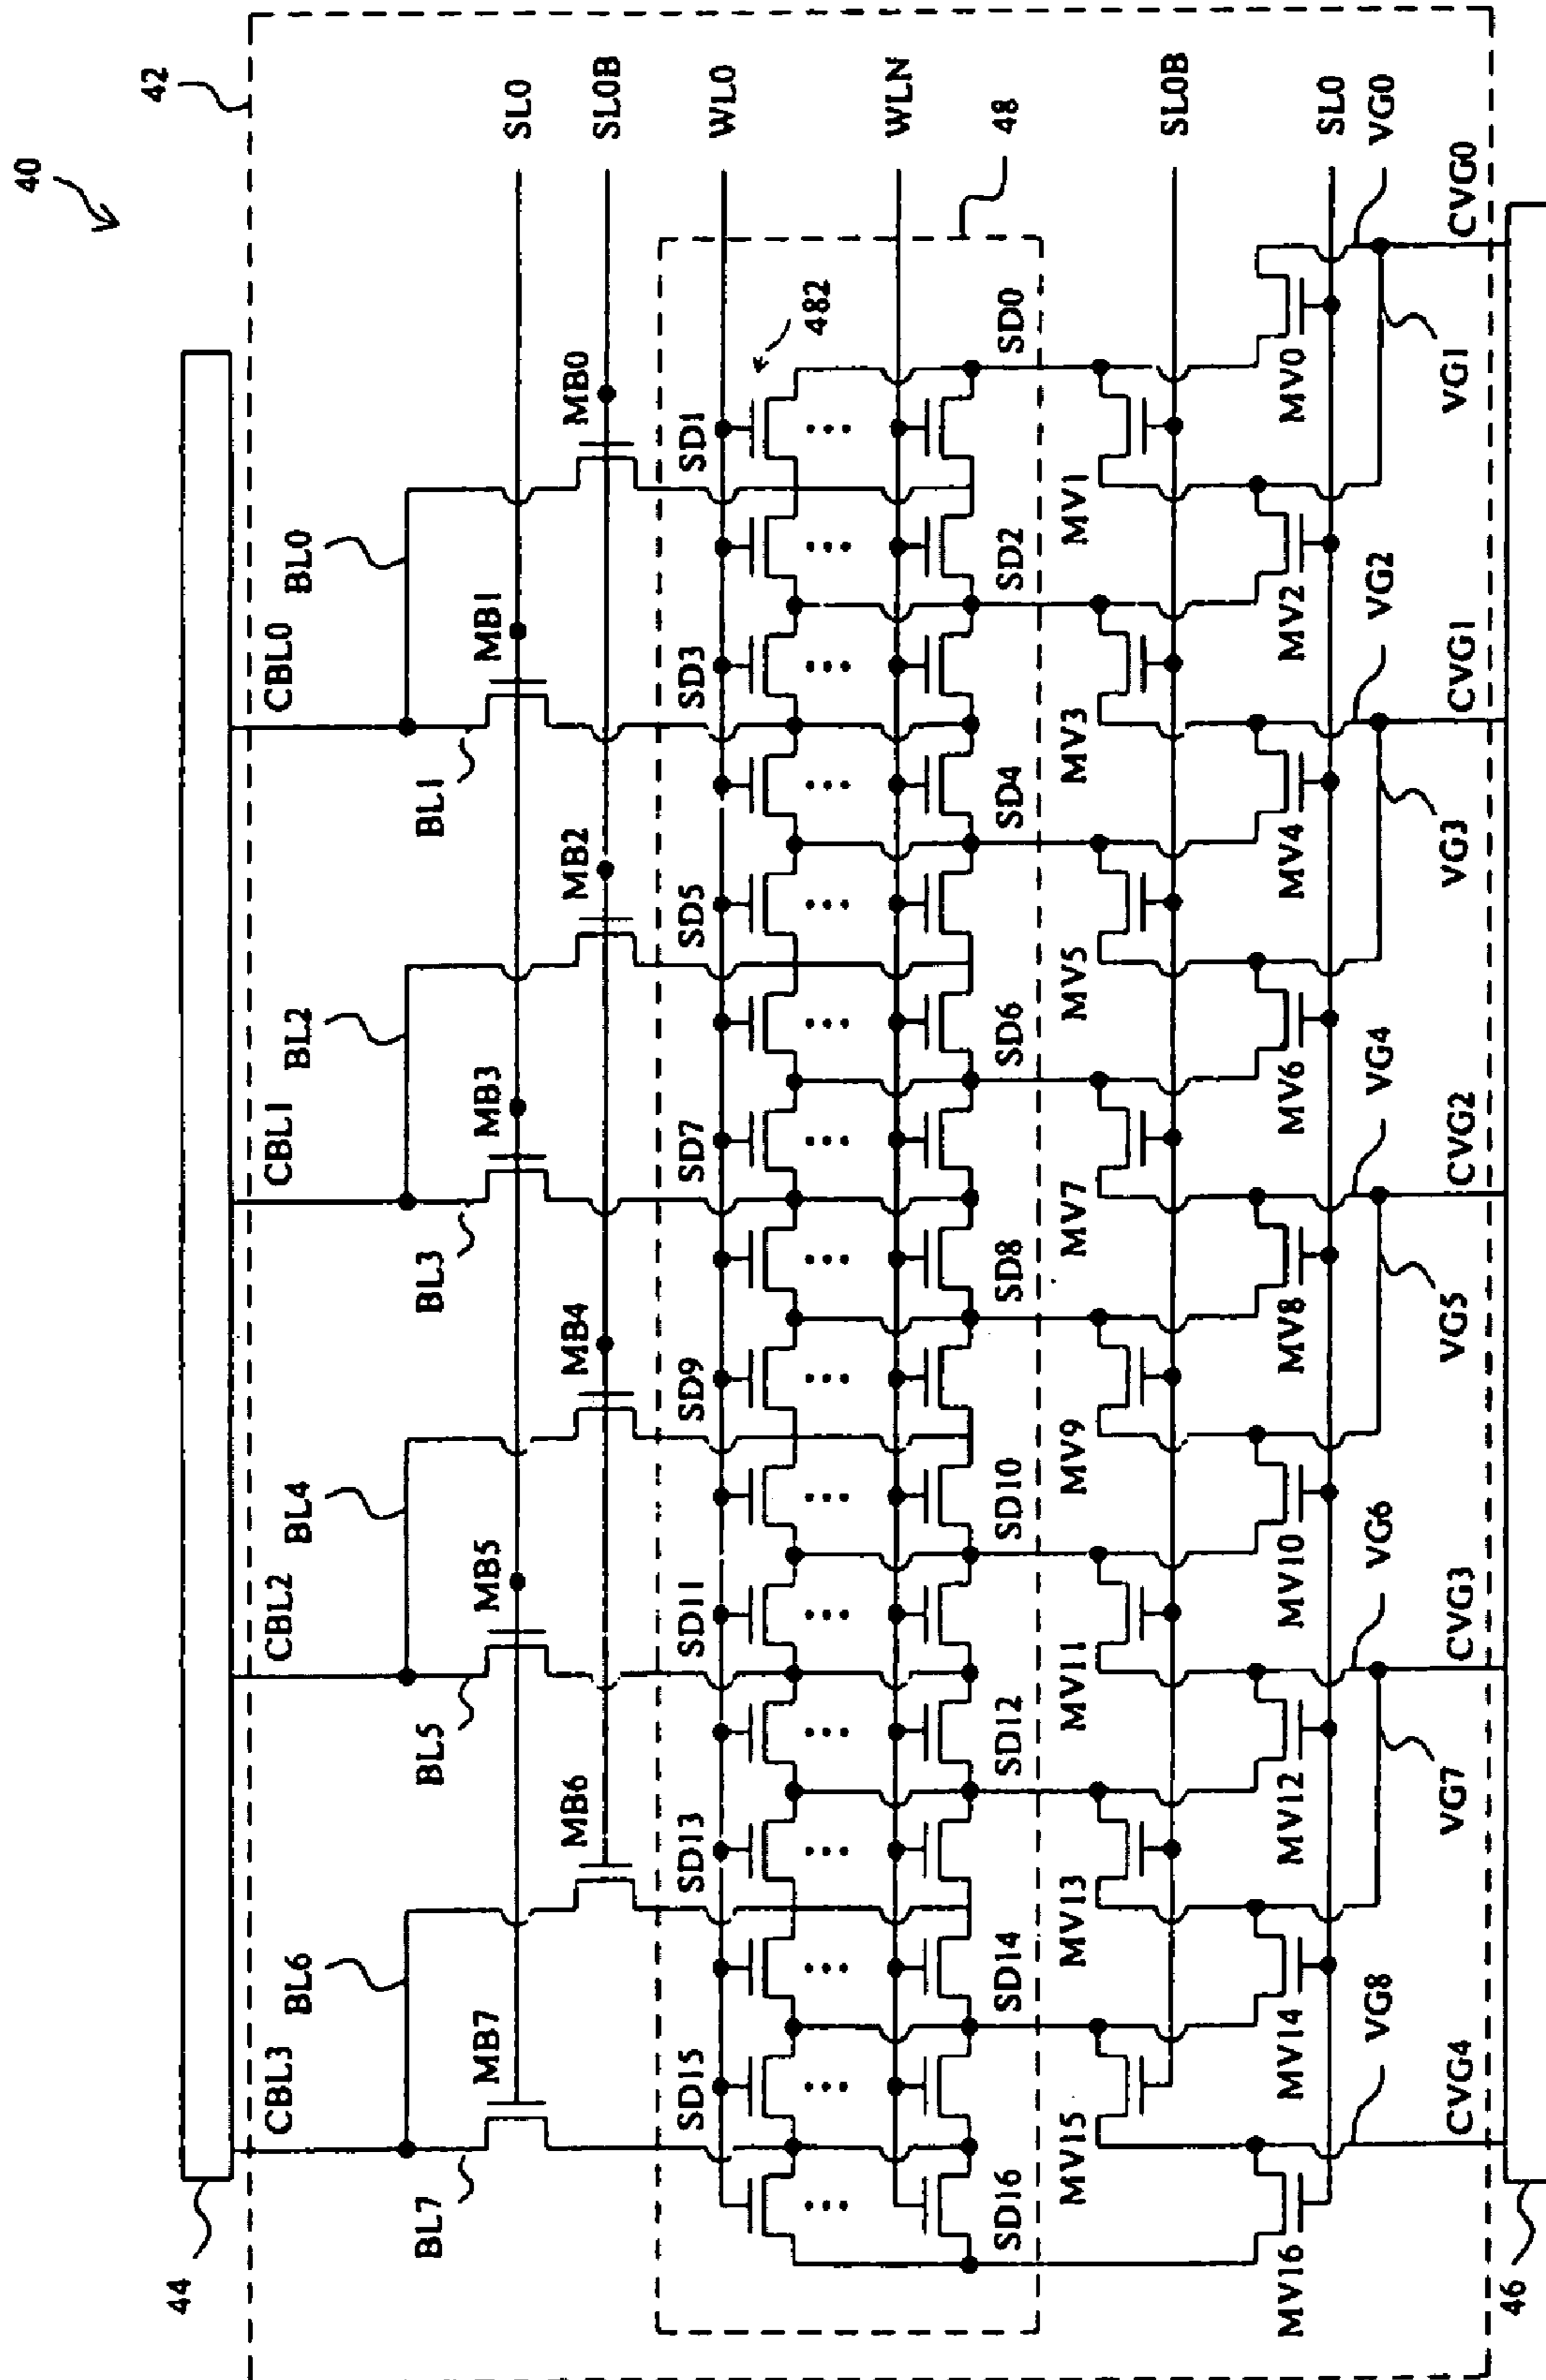 40
42
44
CBL3
CBL2
CBL1
CBL0
BL6
BL4
BL2
BL0
BL7
BL5
BL3
BL1
MB7
MB5
MB3
MB1
SL0
MB6
MB4
MB2
MB0
SL0B
SD15
SD13
SD11
SD9
SD7
SD5
SD3
SD1
WL0
482
WLN
48
SD16
SD14
SD12
SD10
SD8
SD6
SD4
SD2
SD0
MV15
MV13
MV11
MV9
MV7
MV5
MV3
MV1
SL0B
MV16
MV14
MV12
MV10
MV8
MV6
MV4
MV2
MV0
SL0
VG8
VG6
VG4
VG2
VG0
CVG4
VG7
CVG3
VG5
CVG2
VG3
CVG1
VG1
CVG0
46